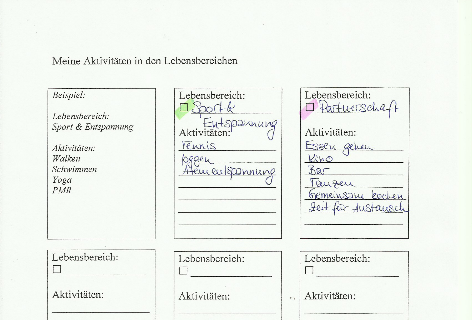 Meine Aktivitäten in den Lebensbereichen
Beispiel:
Lebensbereich:
Sport & Entspannung
Aktivitäten:
Walken
Schwimmen
Yoga
PMR
Lebensbereich:
Sport &
Entspannung
Aktivitäten:
Tennis
joggen
Atementspannung
Lebensbereich:
Partnerschaft
Aktivitäten:
Essen gehen
Kino
Bar
Tanzen
Gemeinsam kochen
Zeit für Austausch
Lebensbereich:
Aktivitäten:
Lebensbereich:
Aktivitäten:
Lebensbereich:
Aktivitäten: